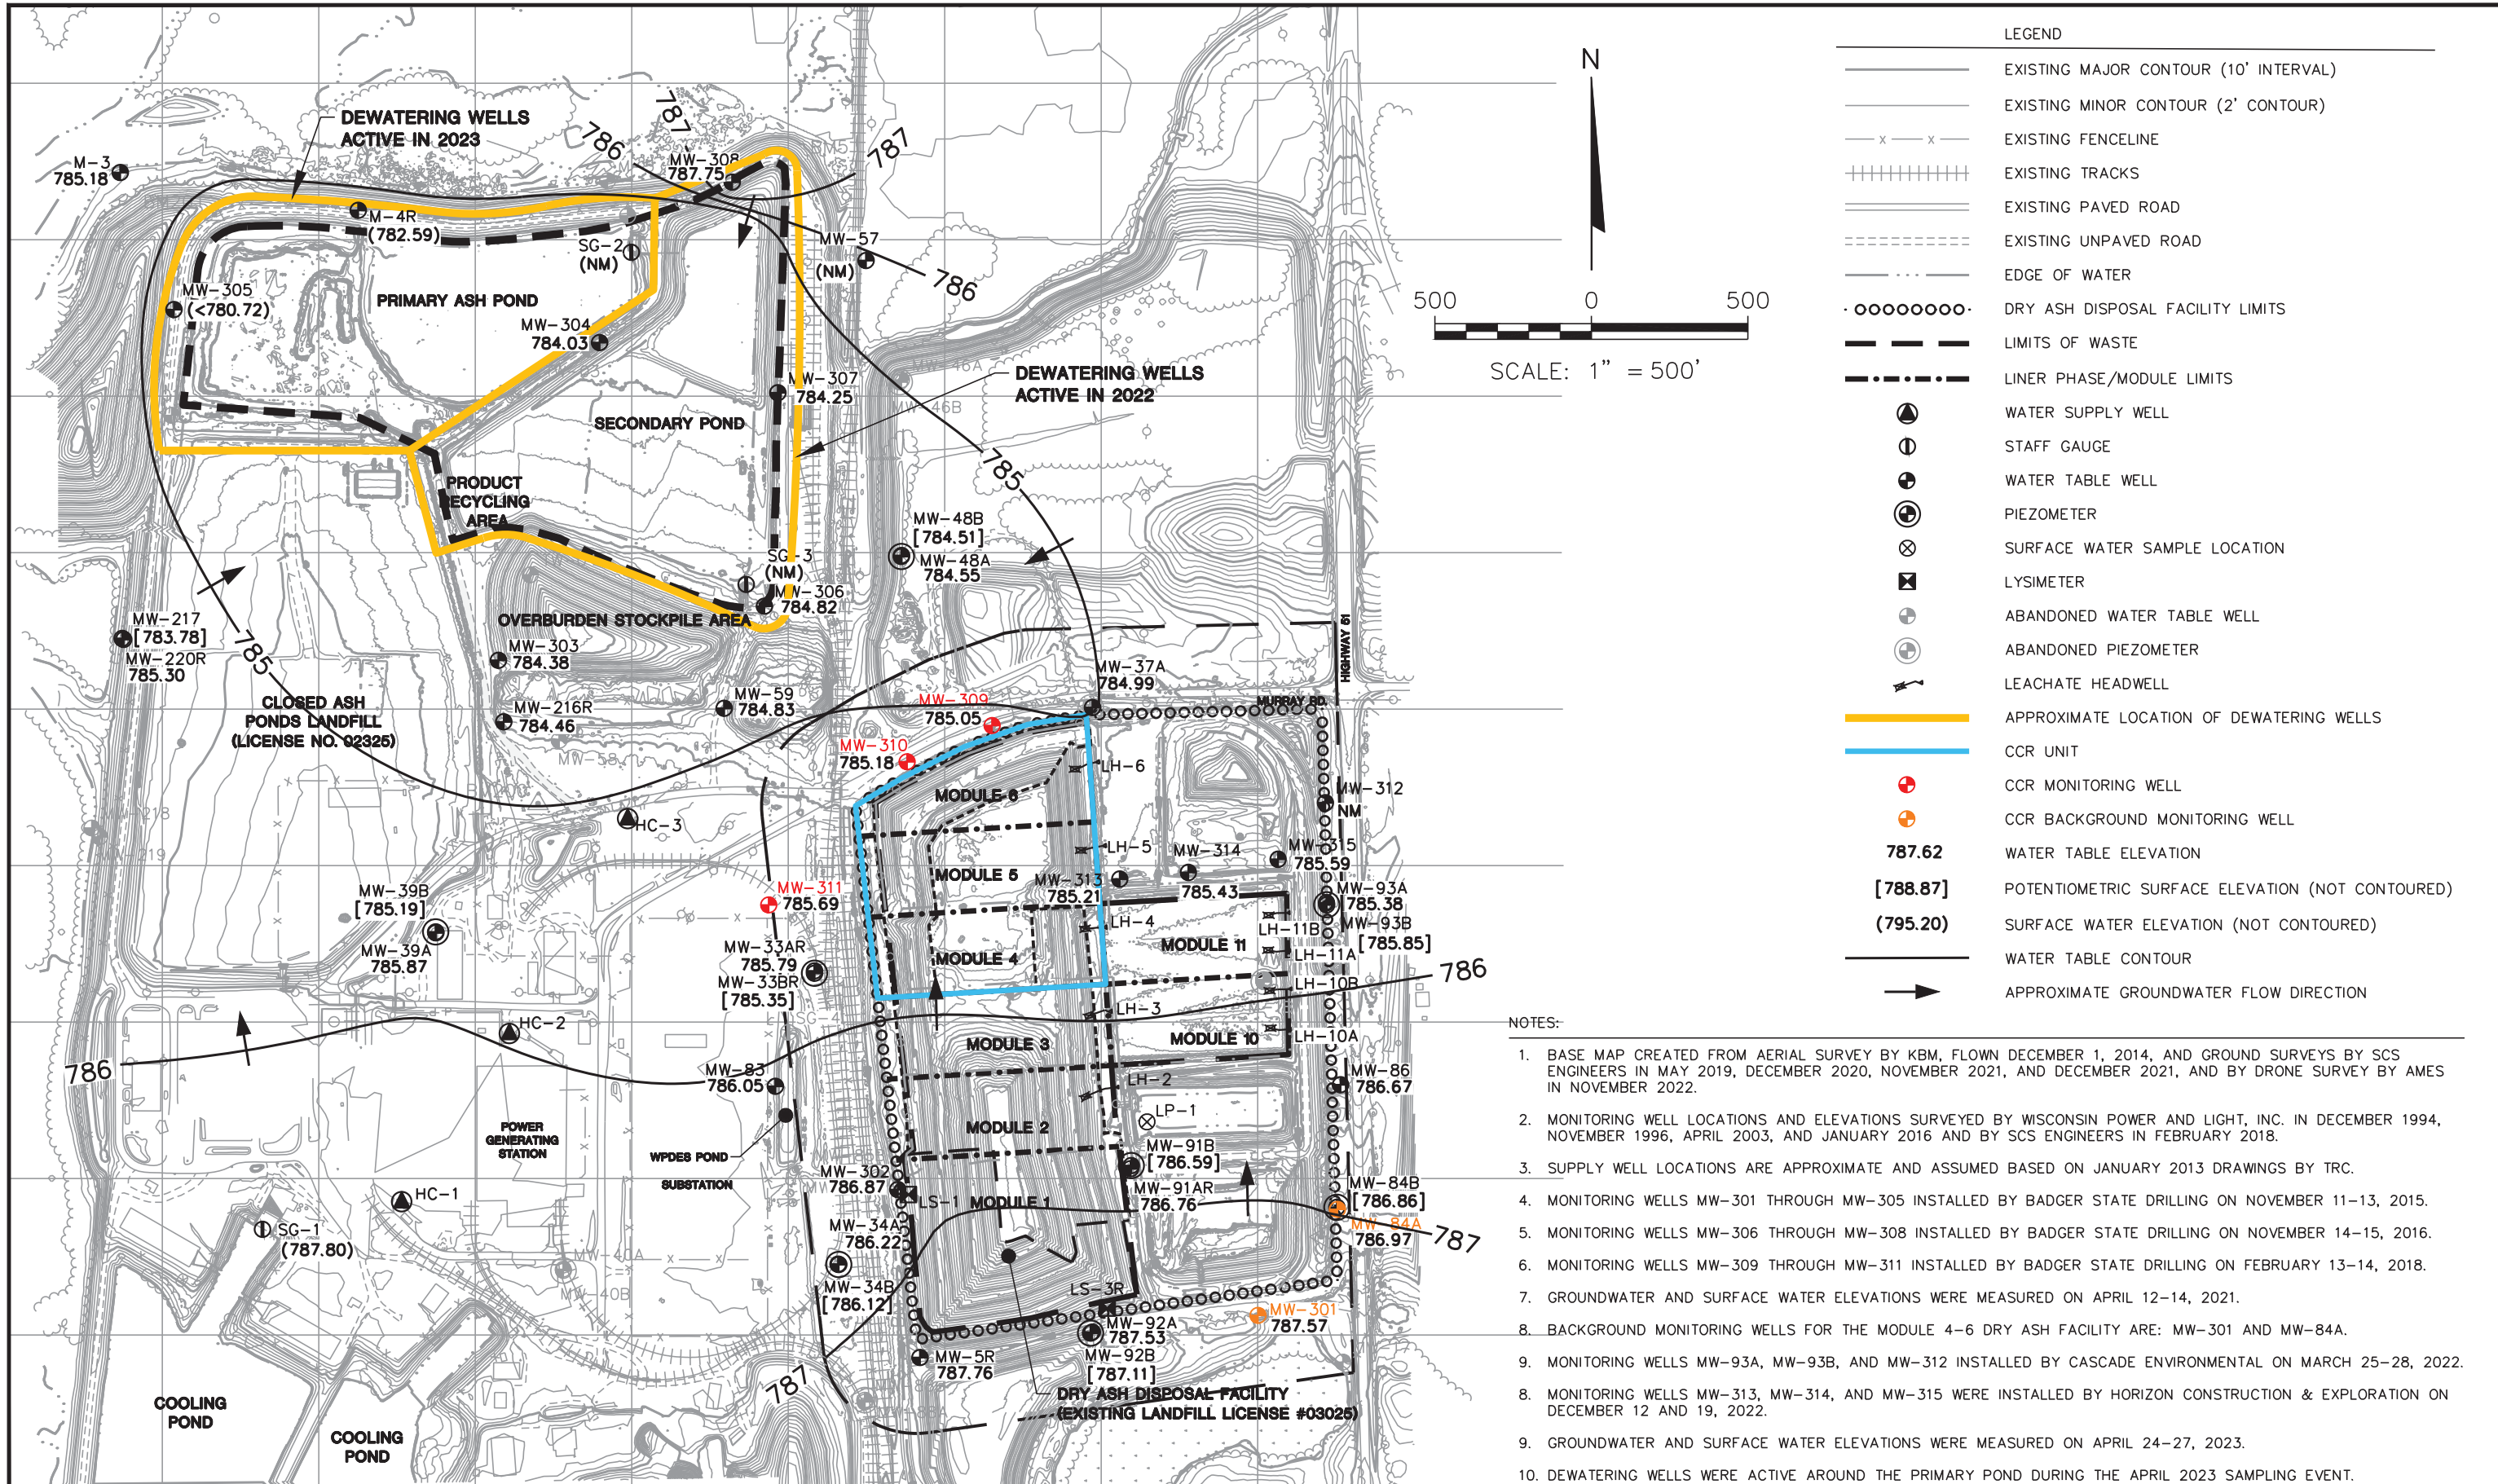 787
786
787
DEWATERING WELLS
ACTIVE IN 2023
M-3
785.18
MW-308
787.75
M-4R
(782.59)
SG-2
(NM)
MW-57
(NM)
786
MW-305
(<780.72)
PRIMARY ASH POND
MW-304
784.03
MW-46A
DEWATERING WELLS
ACTIVE IN 2022
MW-307
784.25
MW-46B
SECONDARY POND
785
PRODUCT
RECYCLING
AREA
MW-48B
[784.51]
MW-48A
784.55
SG-3
(NM)
MW-306
784.82
OVERBURDEN STOCKPILE AREA
MW-217
[783.78]
MW-220R
785.30
785
MW-303
784.38
HIGHWAY 51
MW-37A
784.99
CLOSED ASH
PONDS LANDFILL
(LICENSE NO. 02325)
MW-59
784.83
MW-216R
784.46
MW-309
785.05
MURRAY RD.
MW-58
MW-310
785.18
LH-6
MODULE 6
MW-312
NM
HC-3
MW-218
MW-219
LH-5
MW-314
785.43
MW-315
785.59
MODULE 5
MW-313
785.21
MW-311
785.69
MW-39B
[785.19]
MW-39A
785.87
MW-93A
785.38
MW-93B
[785.85]
LH-4
LH-11B
MODULE 11
LH-11A
MW-33AR
785.79
MW-33BR
[785.35]
MODULE 4
LH-10B
786
LH-3
SG-4
HC-2
MODULE 3
MODULE 10
LH-10A
786
MW-83
786.05
LH-2
MW-86
786.67
LP-1
POWER
GENERATING
STATION
MODULE 2
WPDES POND
SUBSTATION
MW-91B
[786.59]
MW-91AR
786.76
MW-302
786.87
LS-1
MODULE 1
MW-84B
[786.86]
MW-84A
786.97
787
HC-1
SG-1
(787.80)
MW-34A
786.22
MW-34B
[786.12]
MW-40A
MW-40B
LS-3R
MW-301
787.57
MW-92A
787.53
MW-92B
[787.11]
MW-5R
787.76
787
DRY ASH DISPOSAL FACILITY
(EXISTING LANDFILL LICENSE #03025)
COOLING
POND
COOLING
POND
N
500 0 500
SCALE: 1" = 500'
LEGEND
EXISTING MAJOR CONTOUR (10' INTERVAL)
EXISTING MINOR CONTOUR (2' CONTOUR)
EXISTING FENCELINE
EXISTING TRACKS
EXISTING PAVED ROAD
EXISTING UNPAVED ROAD
EDGE OF WATER
DRY ASH DISPOSAL FACILITY LIMITS
LIMITS OF WASTE
LINER PHASE/MODULE LIMITS
WATER SUPPLY WELL
STAFF GAUGE
WATER TABLE WELL
PIEZOMETER
SURFACE WATER SAMPLE LOCATION
LYSIMETER
ABANDONED WATER TABLE WELL
ABANDONED PIEZOMETER
LEACHATE HEADWELL
APPROXIMATE LOCATION OF DEWATERING WELLS
CCR UNIT
CCR MONITORING WELL
CCR BACKGROUND MONITORING WELL
787.62 WATER TABLE ELEVATION
[788.87] POTENTIOMETRIC SURFACE ELEVATION (NOT CONTOURED)
(795.20) SURFACE WATER ELEVATION (NOT CONTOURED)
WATER TABLE CONTOUR
APPROXIMATE GROUNDWATER FLOW DIRECTION
NOTES:
1. BASE MAP CREATED FROM AERIAL SURVEY BY KBM, FLOWN DECEMBER 1, 2014, AND GROUND SURVEYS BY SCS
ENGINEERS IN MAY 2019, DECEMBER 2020, NOVEMBER 2021, AND DECEMBER 2021, AND BY DRONE SURVEY BY AMES
IN NOVEMBER 2022.
2. MONITORING WELL LOCATIONS AND ELEVATIONS SURVEYED BY WISCONSIN POWER AND LIGHT, INC. IN DECEMBER 1994,
NOVEMBER 1996, APRIL 2003, AND JANUARY 2016 AND BY SCS ENGINEERS IN FEBRUARY 2018.
3. SUPPLY WELL LOCATIONS ARE APPROXIMATE AND ASSUMED BASED ON JANUARY 2013 DRAWINGS BY TRC.
4. MONITORING WELLS MW-301 THROUGH MW-305 INSTALLED BY BADGER STATE DRILLING ON NOVEMBER 11-13, 2015.
5. MONITORING WELLS MW-306 THROUGH MW-308 INSTALLED BY BADGER STATE DRILLING ON NOVEMBER 14-15, 2016.
6. MONITORING WELLS MW-309 THROUGH MW-311 INSTALLED BY BADGER STATE DRILLING ON FEBRUARY 13-14, 2018.
7. GROUNDWATER AND SURFACE WATER ELEVATIONS WERE MEASURED ON APRIL 12-14, 2021.
8. BACKGROUND MONITORING WELLS FOR THE MODULE 4-6 DRY ASH FACILITY ARE: MW-301 AND MW-84A.
9. MONITORING WELLS MW-93A, MW-93B, AND MW-312 INSTALLED BY CASCADE ENVIRONMENTAL ON MARCH 25-28, 2022.
8. MONITORING WELLS MW-313, MW-314, AND MW-315 WERE INSTALLED BY HORIZON CONSTRUCTION & EXPLORATION ON
DECEMBER 12 AND 19, 2022.
9. GROUNDWATER AND SURFACE WATER ELEVATIONS WERE MEASURED ON APRIL 24-27, 2023.
10. DEWATERING WELLS WERE ACTIVE AROUND THE PRIMARY POND DURING THE APRIL 2023 SAMPLING EVENT.